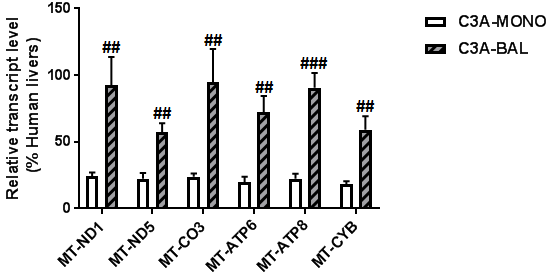 Relative transcript level
(% Human livers)
150
100
50
0
##
##
##
##
###
##
MT-ND1
MT-ND5
MT-CO3
MT-ATP6
MT-ATP8
MT-CYB
C3A-MONO
C3A-BAL